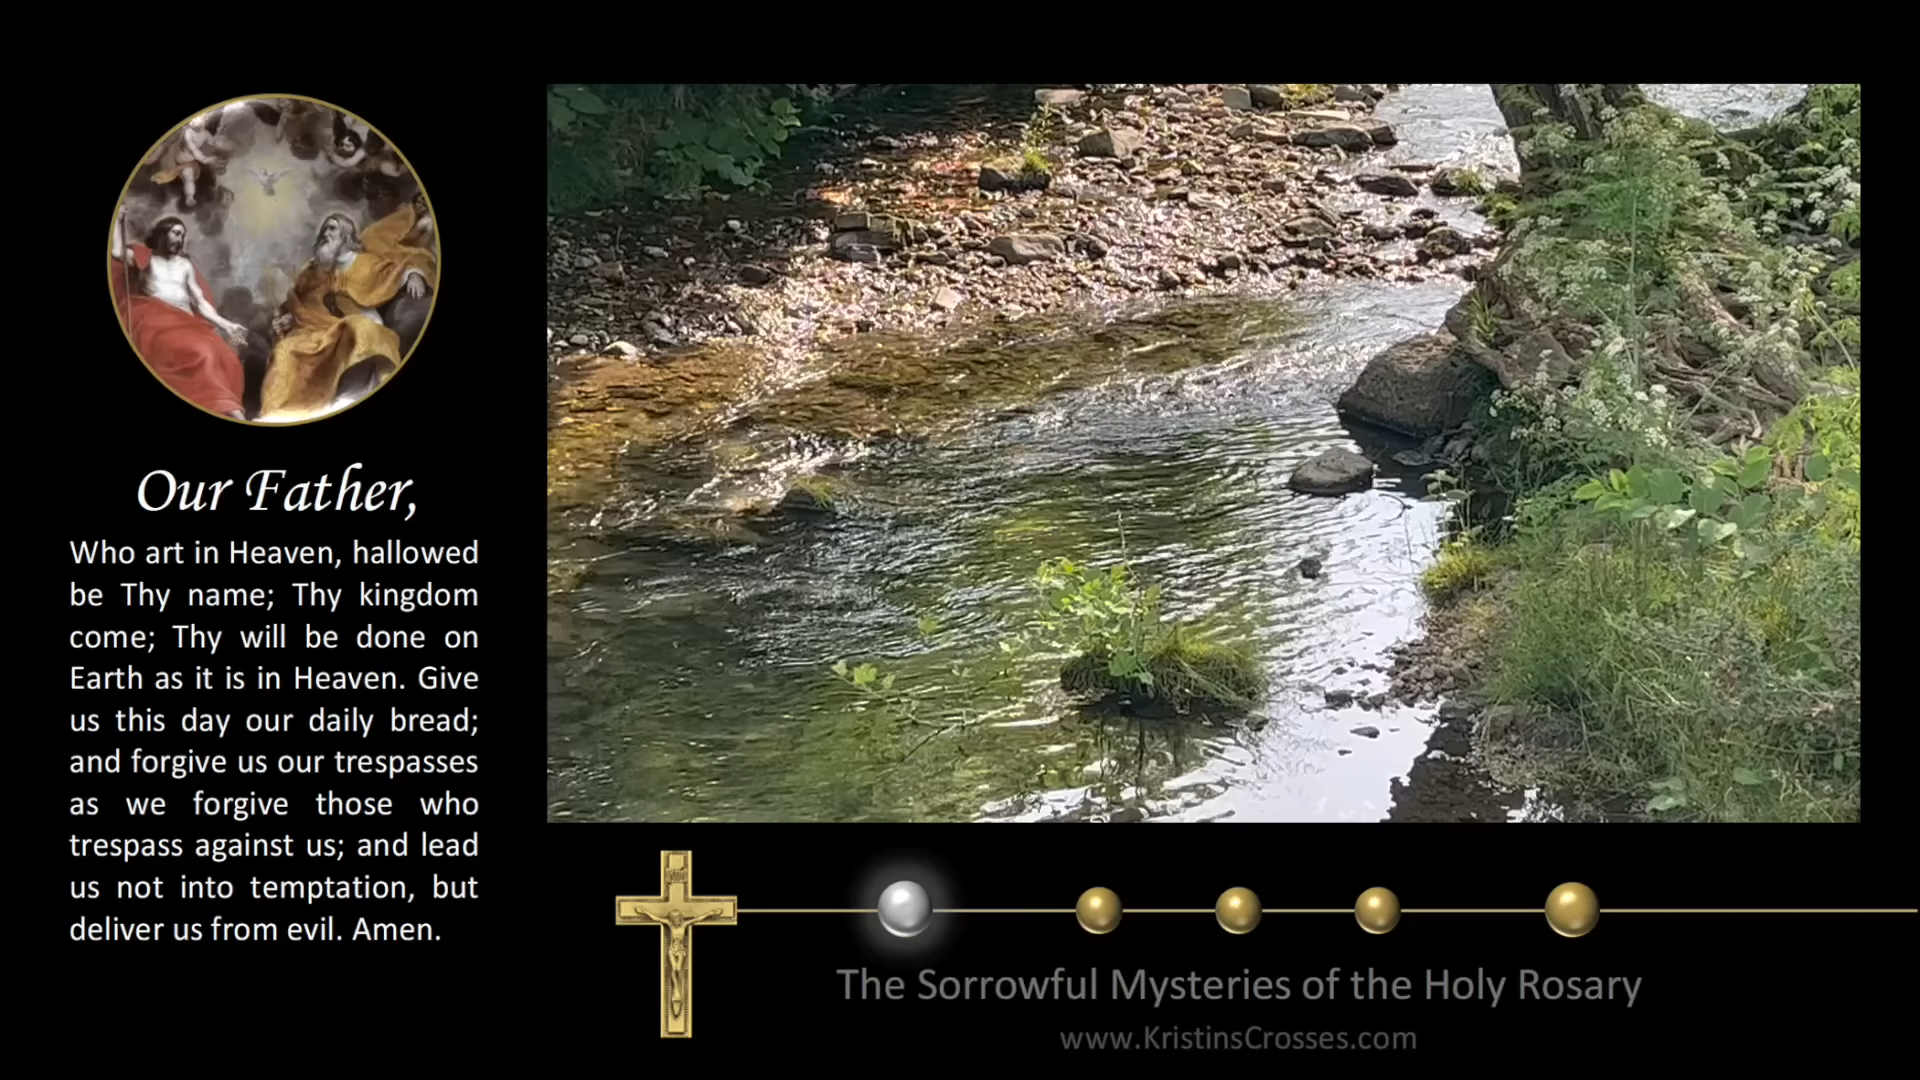 Our Father,
Who art in Heaven, hallowed
be Thy name; Thy kingdom
come; Thy will be done on
Earth as it is in Heaven. Give
us this day our daily bread;
and forgive us our trespasses
as we forgive those who
trespass against us; and lead
us not into temptation, but
deliver us from evil. Amen.
The Sorrowful Mysteries of the Holy Rosary
www.KristinsCrosses.com